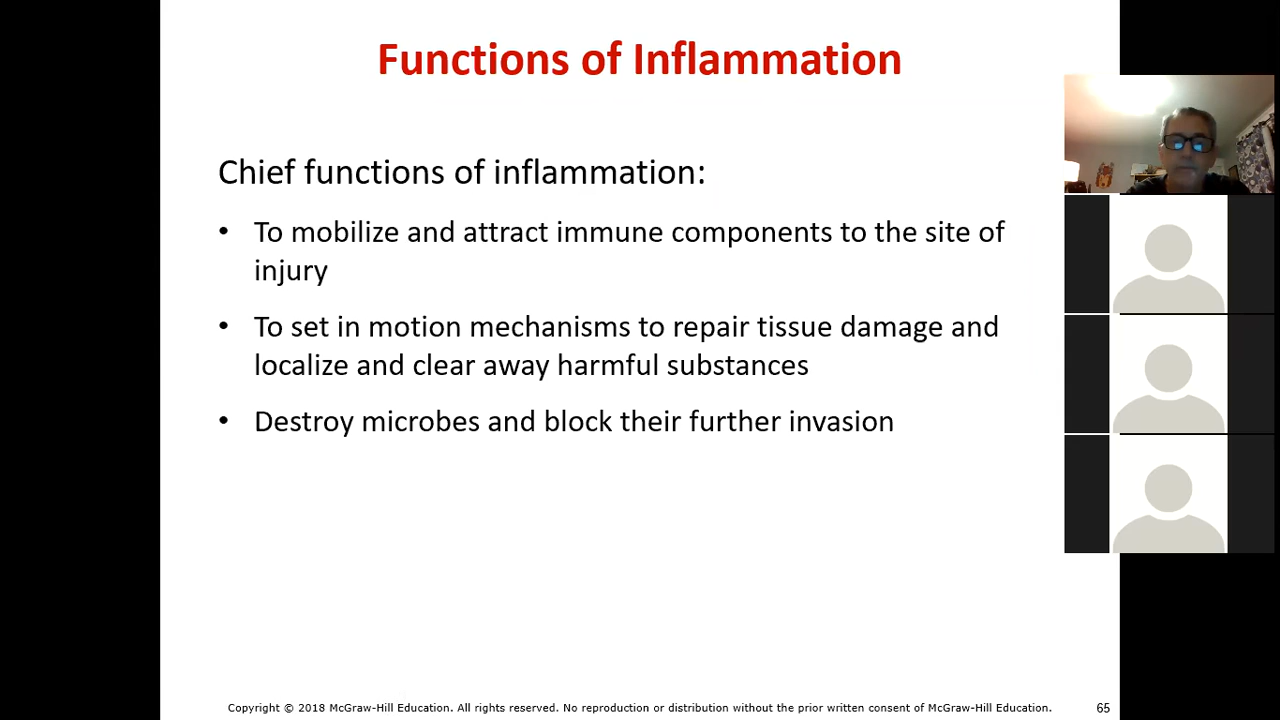 Functions of Inflammation
Chief functions of inflammation:
• To mobilize and attract immune components to the site of
injury
• To set in motion mechanisms to repair tissue damage and
localize and clear away harmful substances
• Destroy microbes and block their further invasion
Copyright © 2018 McGraw-Hill Education. All rights reserved. No reproduction or distribution without the prior written consent of McGraw-Hill Education.
65